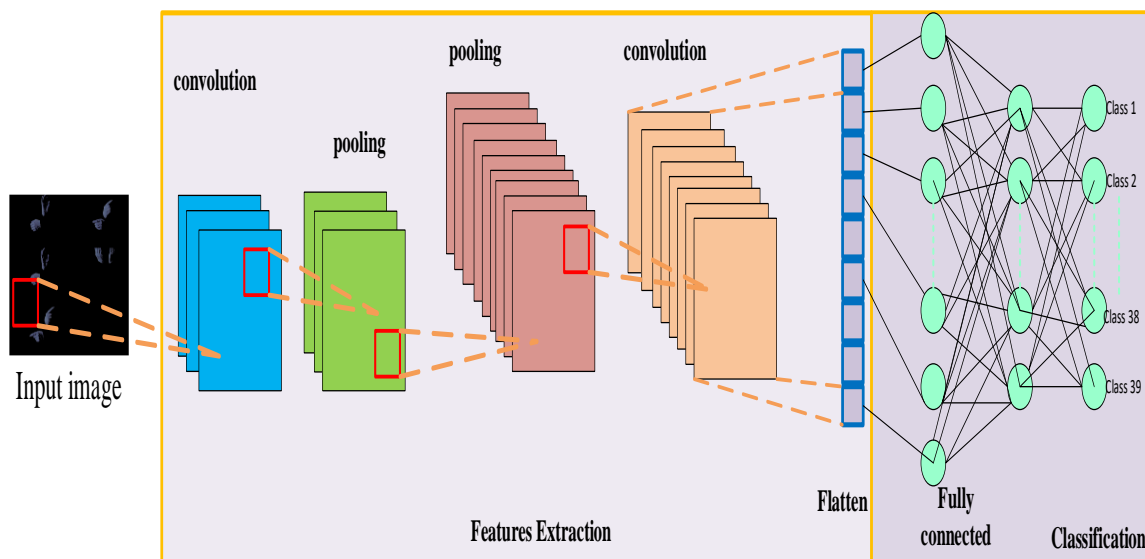 convolution
pooling
pooling
convolution
Input image
Features Extraction
Flatten
Fully
connected
Classification
Class 1
Class 2
Class 38
Class 39